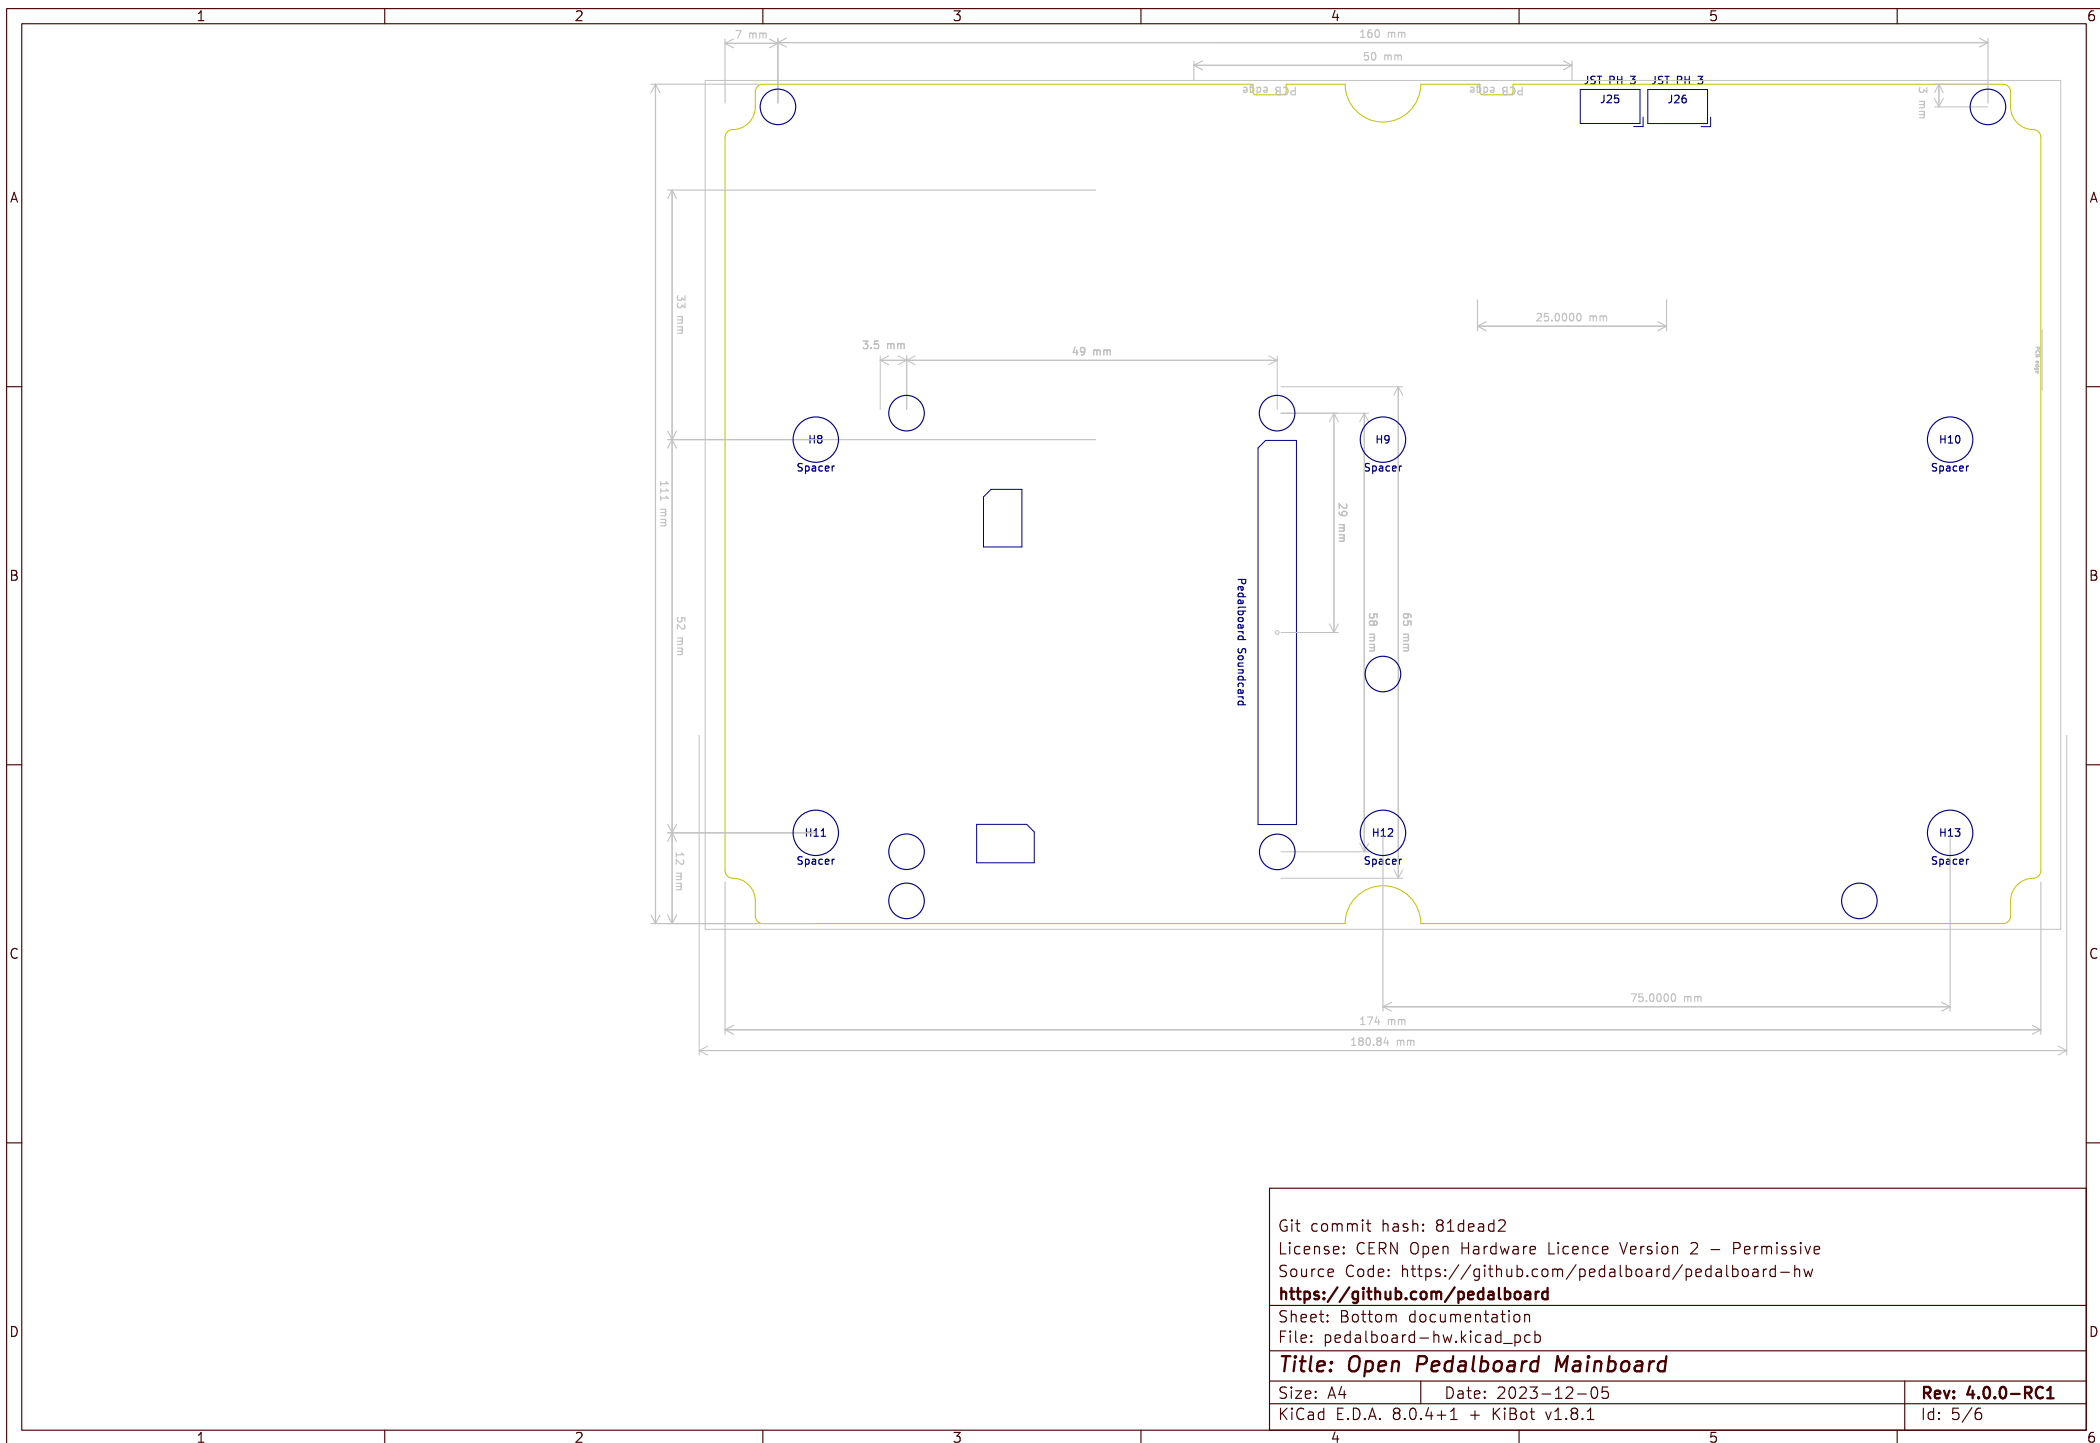 1 2 3 4 5 6
7 mm
160 mm
50 mm
JST PH 3 JST PH 3
PCB edge PCB edge
J25 J26
3 mm
A A
33 mm
25.0000 mm
3.5 mm
49 mm
PCB edge
H8 H9 H10
Spacer Spacer Spacer
111 mm
29 mm
B B
Pedalboard Soundcard
52 mm
58 mm
65 mm
H11 H12 H13
Spacer Spacer Spacer
12 mm
C C
75.0000 mm
174 mm
180.84 mm
Git commit hash: 81dead2
License: CERN Open Hardware Licence Version 2 - Permissive
Source Code: https://github.com/pedalboard/pedalboard-hw
https://github.com/pedalboard
Sheet: Bottom documentation
File: pedalboard-hw.kicad_pcb
D D
Title: Open Pedalboard Mainboard
Size: A4 Date: 2023-12-05 Rev: 4.0.0-RC1
KiCad E.D.A. 8.0.4+1 + KiBot v1.8.1 Id: 5/6
1 2 3 4 5 6